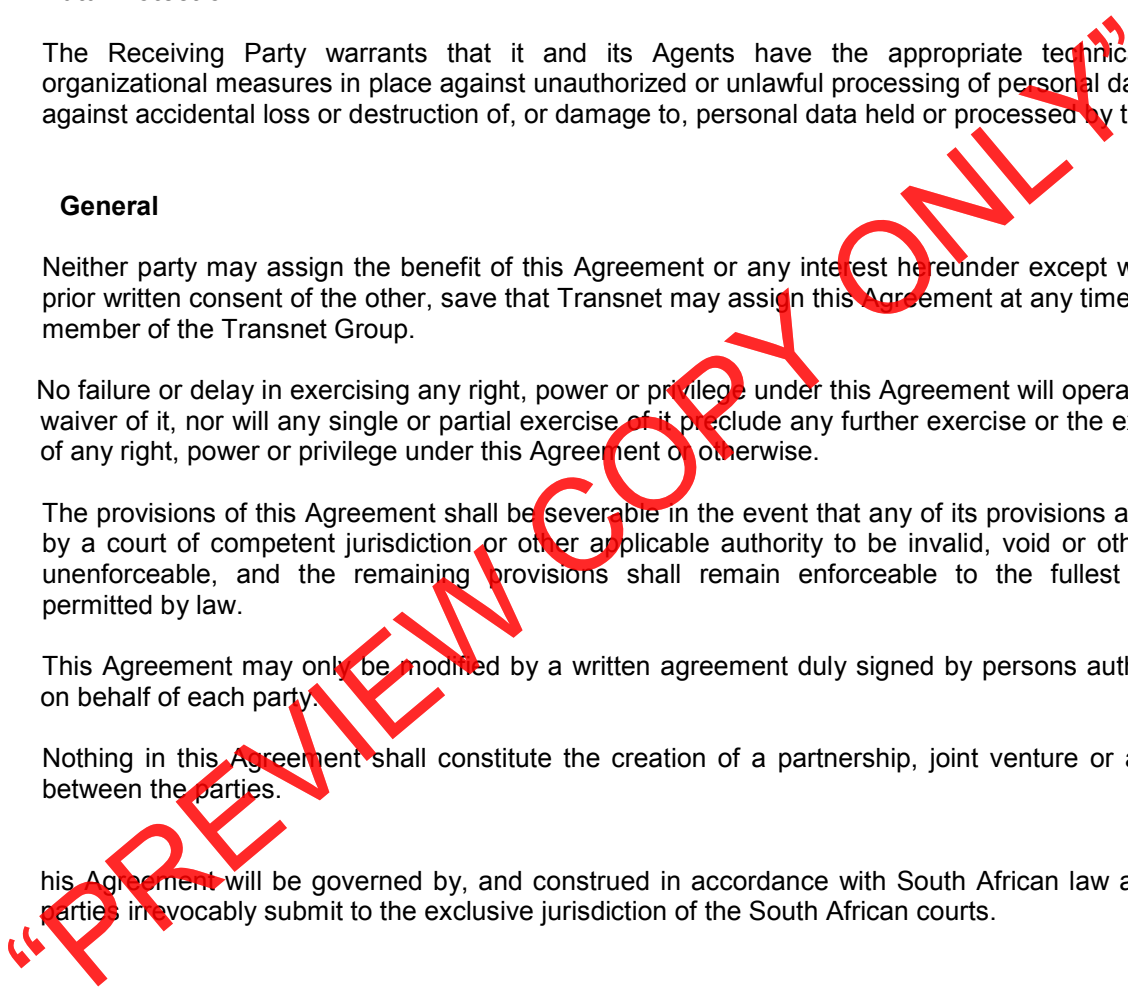 The Receiving Party warrants that it and its Agents have the appropriate technic
organizational measures in place against unauthorized or unlawful processing of personal da
against accidental loss or destruction of, or damage to, personal data held or processed by t
General
Neither party may assign the benefit of this Agreement or any interest hereunder except w
prior written consent of the other, save that Transnet may assign this Agreement at any time
member of the Transnet Group.
No failure or delay in exercising any right, power or privilege under this Agreement will opera
waiver of it, nor will any single or partial exercise of it preclude any further exercise or the ex
of any right, power or privilege under this Agreement or otherwise.
The provisions of this Agreement shall be severable in the event that any of its provisions a
by a court of competent jurisdiction or other applicable authority to be invalid, void or oth
unenforceable, and the remaining provisions shall remain enforceable to the fullest
permitted by law.
This Agreement may only be modified by a written agreement duly signed by persons auth
on behalf of each party.
Nothing in this Agreement shall constitute the creation of a partnership, joint venture or a
between the parties.
his Agreement will be governed by, and construed in accordance with South African law a
parties irrevocably submit to the exclusive jurisdiction of the South African courts.
“PREVIEW COPY ONLY”